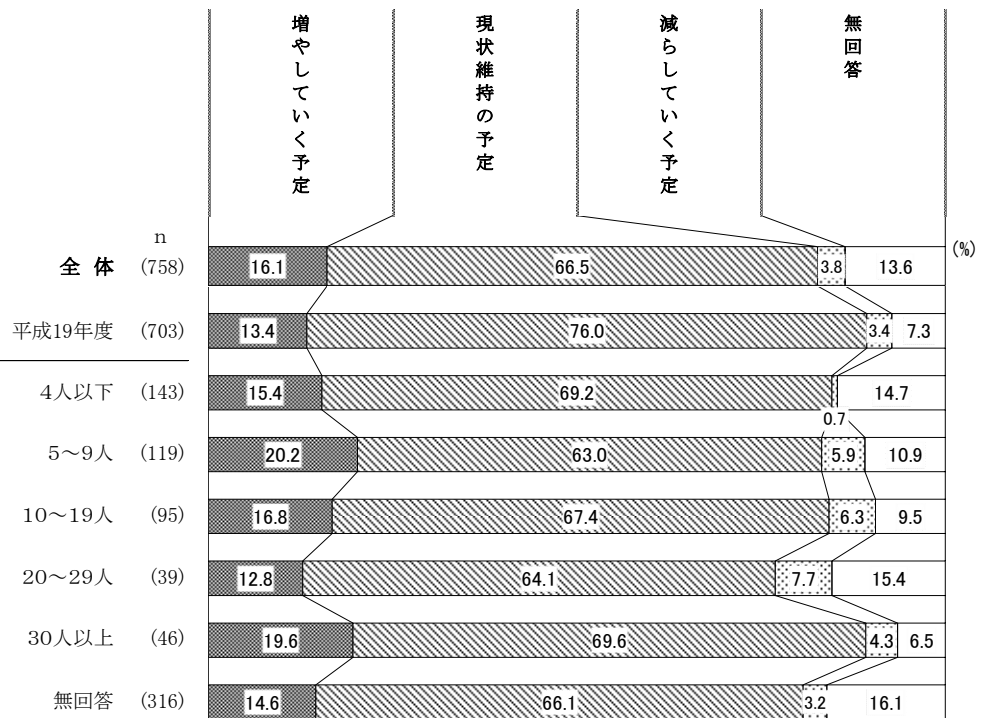 増やしていく予定
現状維持の予定
減らしていく予定
無回答
n
(%)
全 体 (758) 16.1 66.5 3.8 13.6
平成19年度 (703) 13.4 76.0 3.4 7.3
4人以下 (143) 15.4 69.2 0.7 14.7
5～9人 (119) 20.2 63.0 5.9 10.9
10～19人 (95) 16.8 67.4 6.3 9.5
20～29人 (39) 12.8 64.1 7.7 15.4
30人以上 (46) 19.6 69.6 4.3 6.5
無回答 (316) 14.6 66.1 3.2 16.1